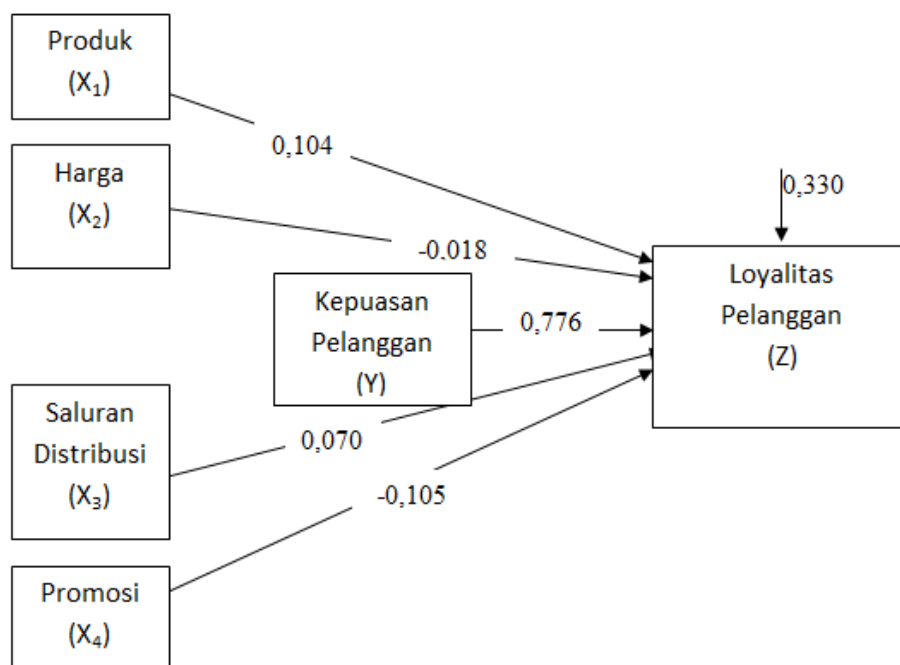 Produk
(X₁)
0,104
Harga
(X₂)
-0.018
0,330
Loyalitas
Pelanggan
(Z)
Kepuasan
Pelanggan
(Y)
0,776
Saluran
Distribusi
(X₃)
0,070
-0,105
Promosi
(X₄)